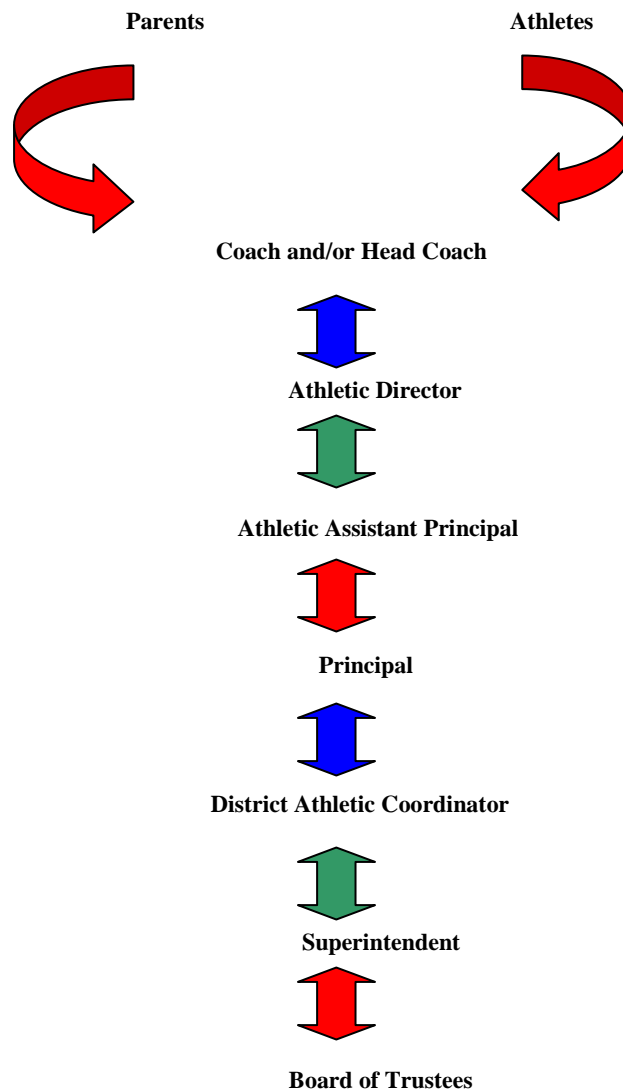 Parents Athletes
Coach and/or Head Coach
Athletic Director
Athletic Assistant Principal
Principal
District Athletic Coordinator
Superintendent
Board of Trustees